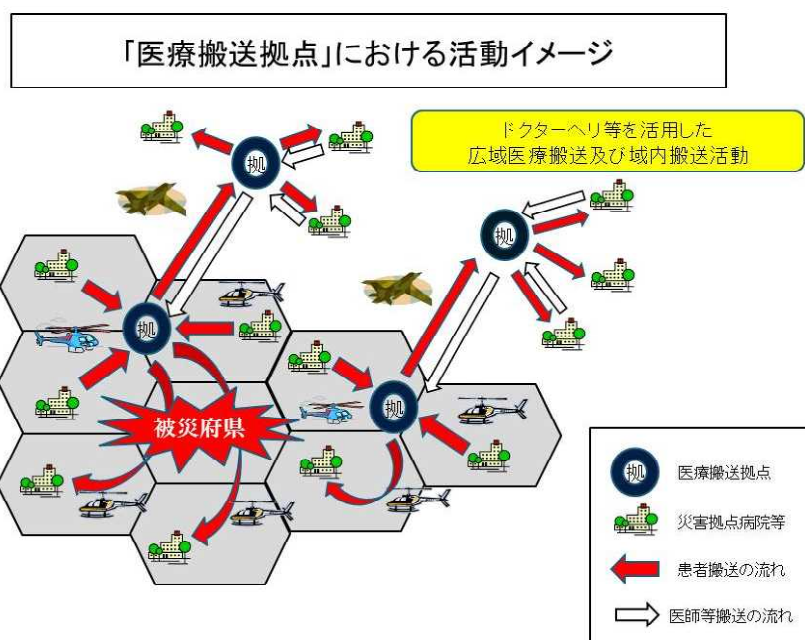 「医療搬送拠点」における活動イメージ
ドクターヘリ等を活用した
広域医療搬送及び域内搬送活動
拠
拠
拠
拠
被災府県
拠
医療搬送拠点
災害拠点病院等
患者搬送の流れ
医師等搬送の流れ